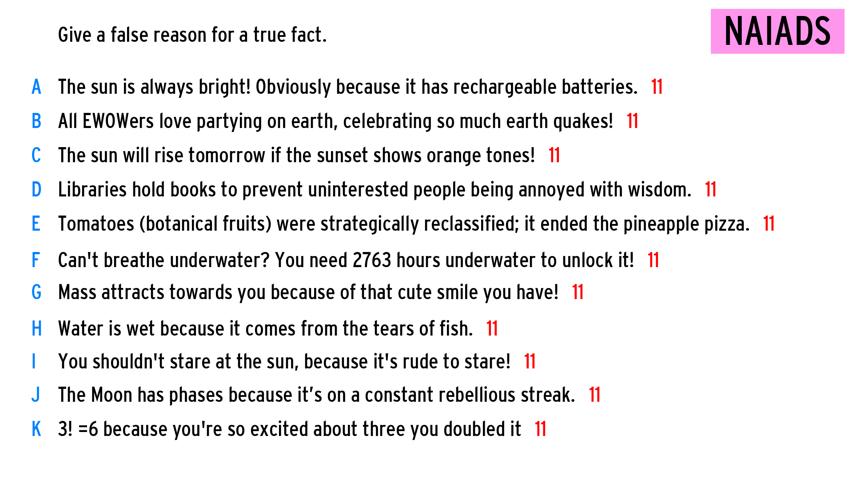 Give a false reason for a true fact.
NAIADS
A The sun is always bright! Obviously because it has rechargeable batteries. 11
B All EWOWers love partying on earth, celebrating so much earth quakes! 11
C The sun will rise tomorrow if the sunset shows orange tones! 11
D Libraries hold books to prevent uninterested people being annoyed with wisdom. 11
E Tomatoes (botanical fruits) were strategically reclassified; it ended the pineapple pizza. 11
F Can't breathe underwater? You need 2763 hours underwater to unlock it! 11
G Mass attracts towards you because of that cute smile you have! 11
H Water is wet because it comes from the tears of fish. 11
I You shouldn't stare at the sun, because it's rude to stare! 11
J The Moon has phases because it’s on a constant rebellious streak. 11
K 3! =6 because you're so excited about three you doubled it 11